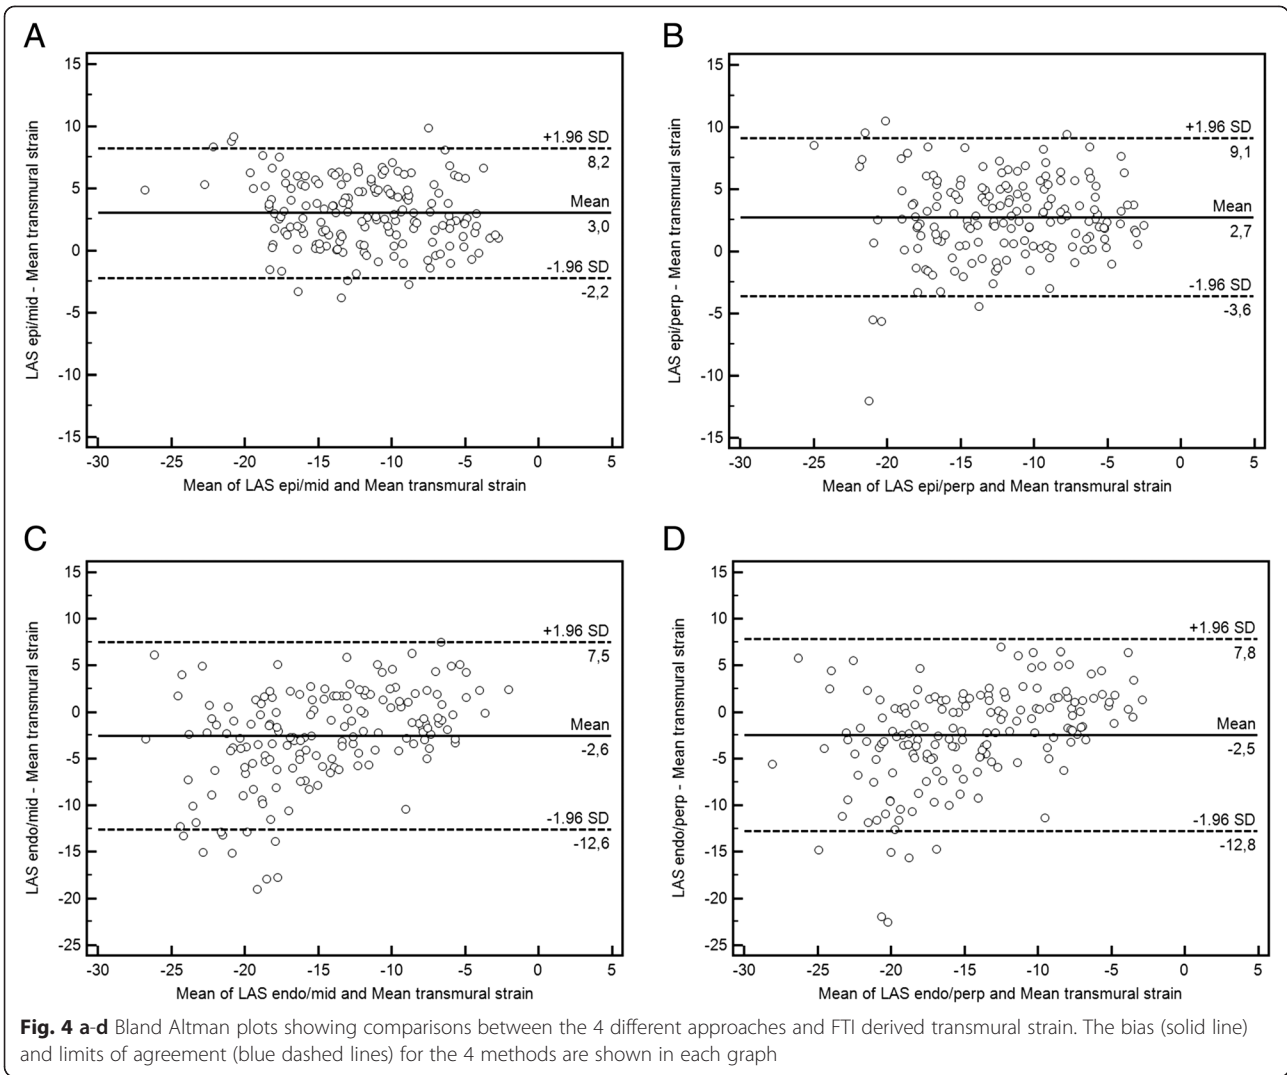 A
15
10
5
0
-5
-10
-15
-30 -25 -20 -15 -10 -5 0 5
LAS epi/mid - Mean transmural strain
Mean of LAS epi/mid and Mean transmural strain
+1.96 SD
8,2
Mean
3,0
-1.96 SD
-2,2
B
15
10
5
0
-5
-10
-15
-30 -25 -20 -15 -10 -5 0 5
LAS epi/perp - Mean transmural strain
Mean of LAS epi/perp and Mean transmural strain
+1.96 SD
9,1
Mean
2,7
-1.96 SD
-3,6
C
15
10
5
0
-5
-10
-15
-20
-25
-30 -25 -20 -15 -10 -5 0 5
LAS endo/mid - Mean transmural strain
Mean of LAS endo/mid and Mean transmural strain
+1.96 SD
7,5
Mean
-2,6
-1.96 SD
-12,6
D
15
10
5
0
-5
-10
-15
-20
-25
-30 -25 -20 -15 -10 -5 0 5
LAS endo/perp - Mean transmural strain
Mean of LAS endo/perp and Mean transmural strain
+1.96 SD
7,8
Mean
-2,5
-1.96 SD
-12,8
Fig. 4 a-d Bland Altman plots showing comparisons between the 4 different approaches and FTI derived transmural strain. The bias (solid line)
and limits of agreement (blue dashed lines) for the 4 methods are shown in each graph